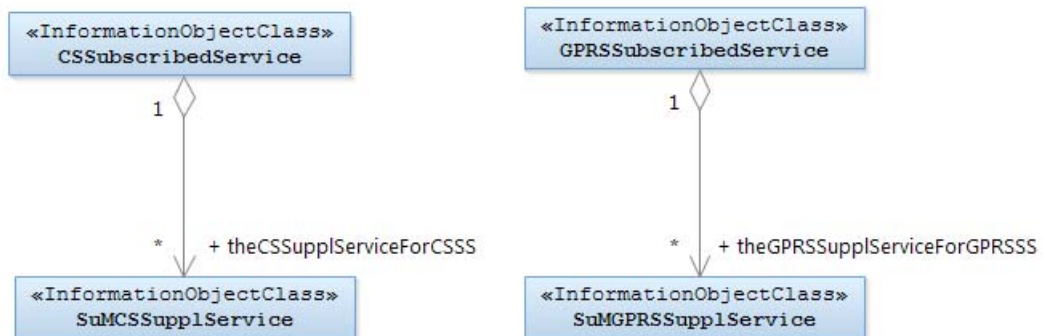 «InformationObjectClass»
CSSubscribedService
1
*
+ theCSSupplServiceForCSSS
«InformationObjectClass»
SuMCSSupplService
«InformationObjectClass»
GPRSSubscribedService
1
*
+ theGPRSSupplServiceForGPRSSS
«InformationObjectClass»
SuMGPRSSupplService